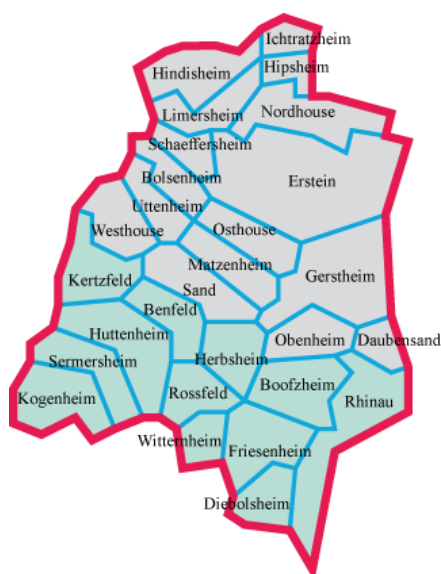 Ichtratzheim
Hipsheim
Hindisheim
Nordhouse
Limersheim
Schaeffersheim
Bolsenheim
Erstein
Uttenheim
Westhouse
Osthouse
Matzenheim
Kertzfeld
Gerstheim
Sand
Benfeld
Huttenheim
Obenheim
Daubensand
Sermersheim
Herbsheim
Boofzheim
Kogenheim
Rossfeld
Rhinau
Witternheim
Friesenheim
Diebolsheim